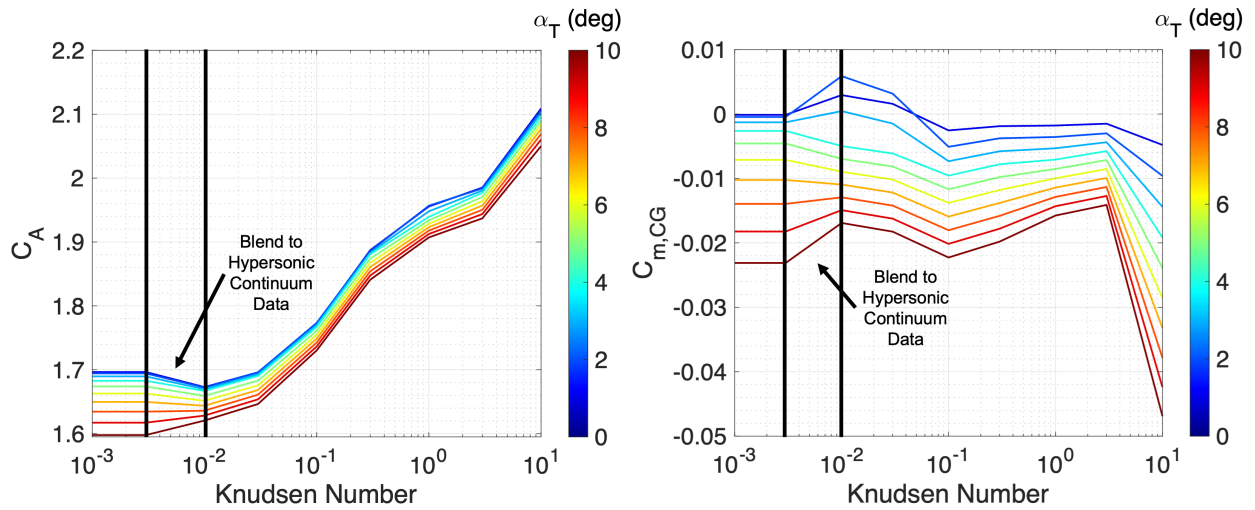 α_T (deg)
2.2
2.1
2
1.9
1.8
1.7
1.6
C_A
Blend to
Hypersonic
Continuum
Data
10^-3
10^-2
10^-1
10^0
10^1
Knudsen Number
10
8
6
4
2
0
α_T (deg)
0.01
0
-0.01
-0.02
-0.03
-0.04
-0.05
C_m,CG
Blend to
Hypersonic
Continuum
Data
10^-3
10^-2
10^-1
10^0
10^1
Knudsen Number
10
8
6
4
2
0